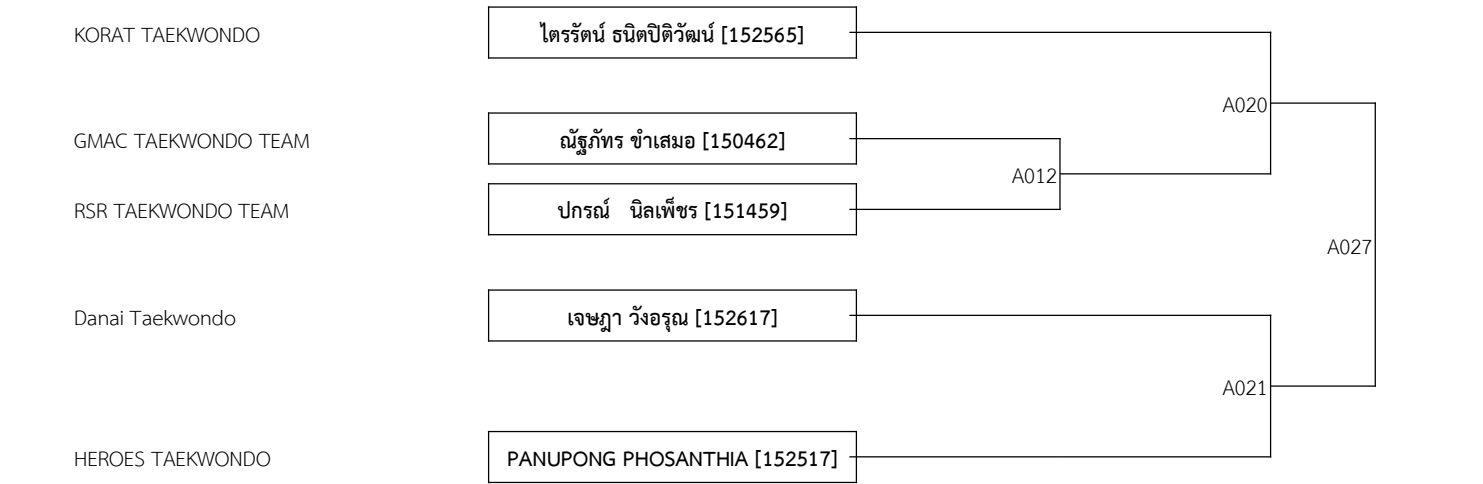 KORAT TAEKWONDO ไตรรัตน์ ธนิตปิติวัฒน์ [152565]
A020
GMAC TAEKWONDO TEAM ณัฐภัทร ขำเสมอ [150462]
A012
RSR TAEKWONDO TEAM ปกรณ์ นิลเพ็ชร [151459]
A027
Danai Taekwondo เจษฎา วังอรุณ [152617]
A021
HEROES TAEKWONDO PANUPONG PHOSANTHIA [152517]